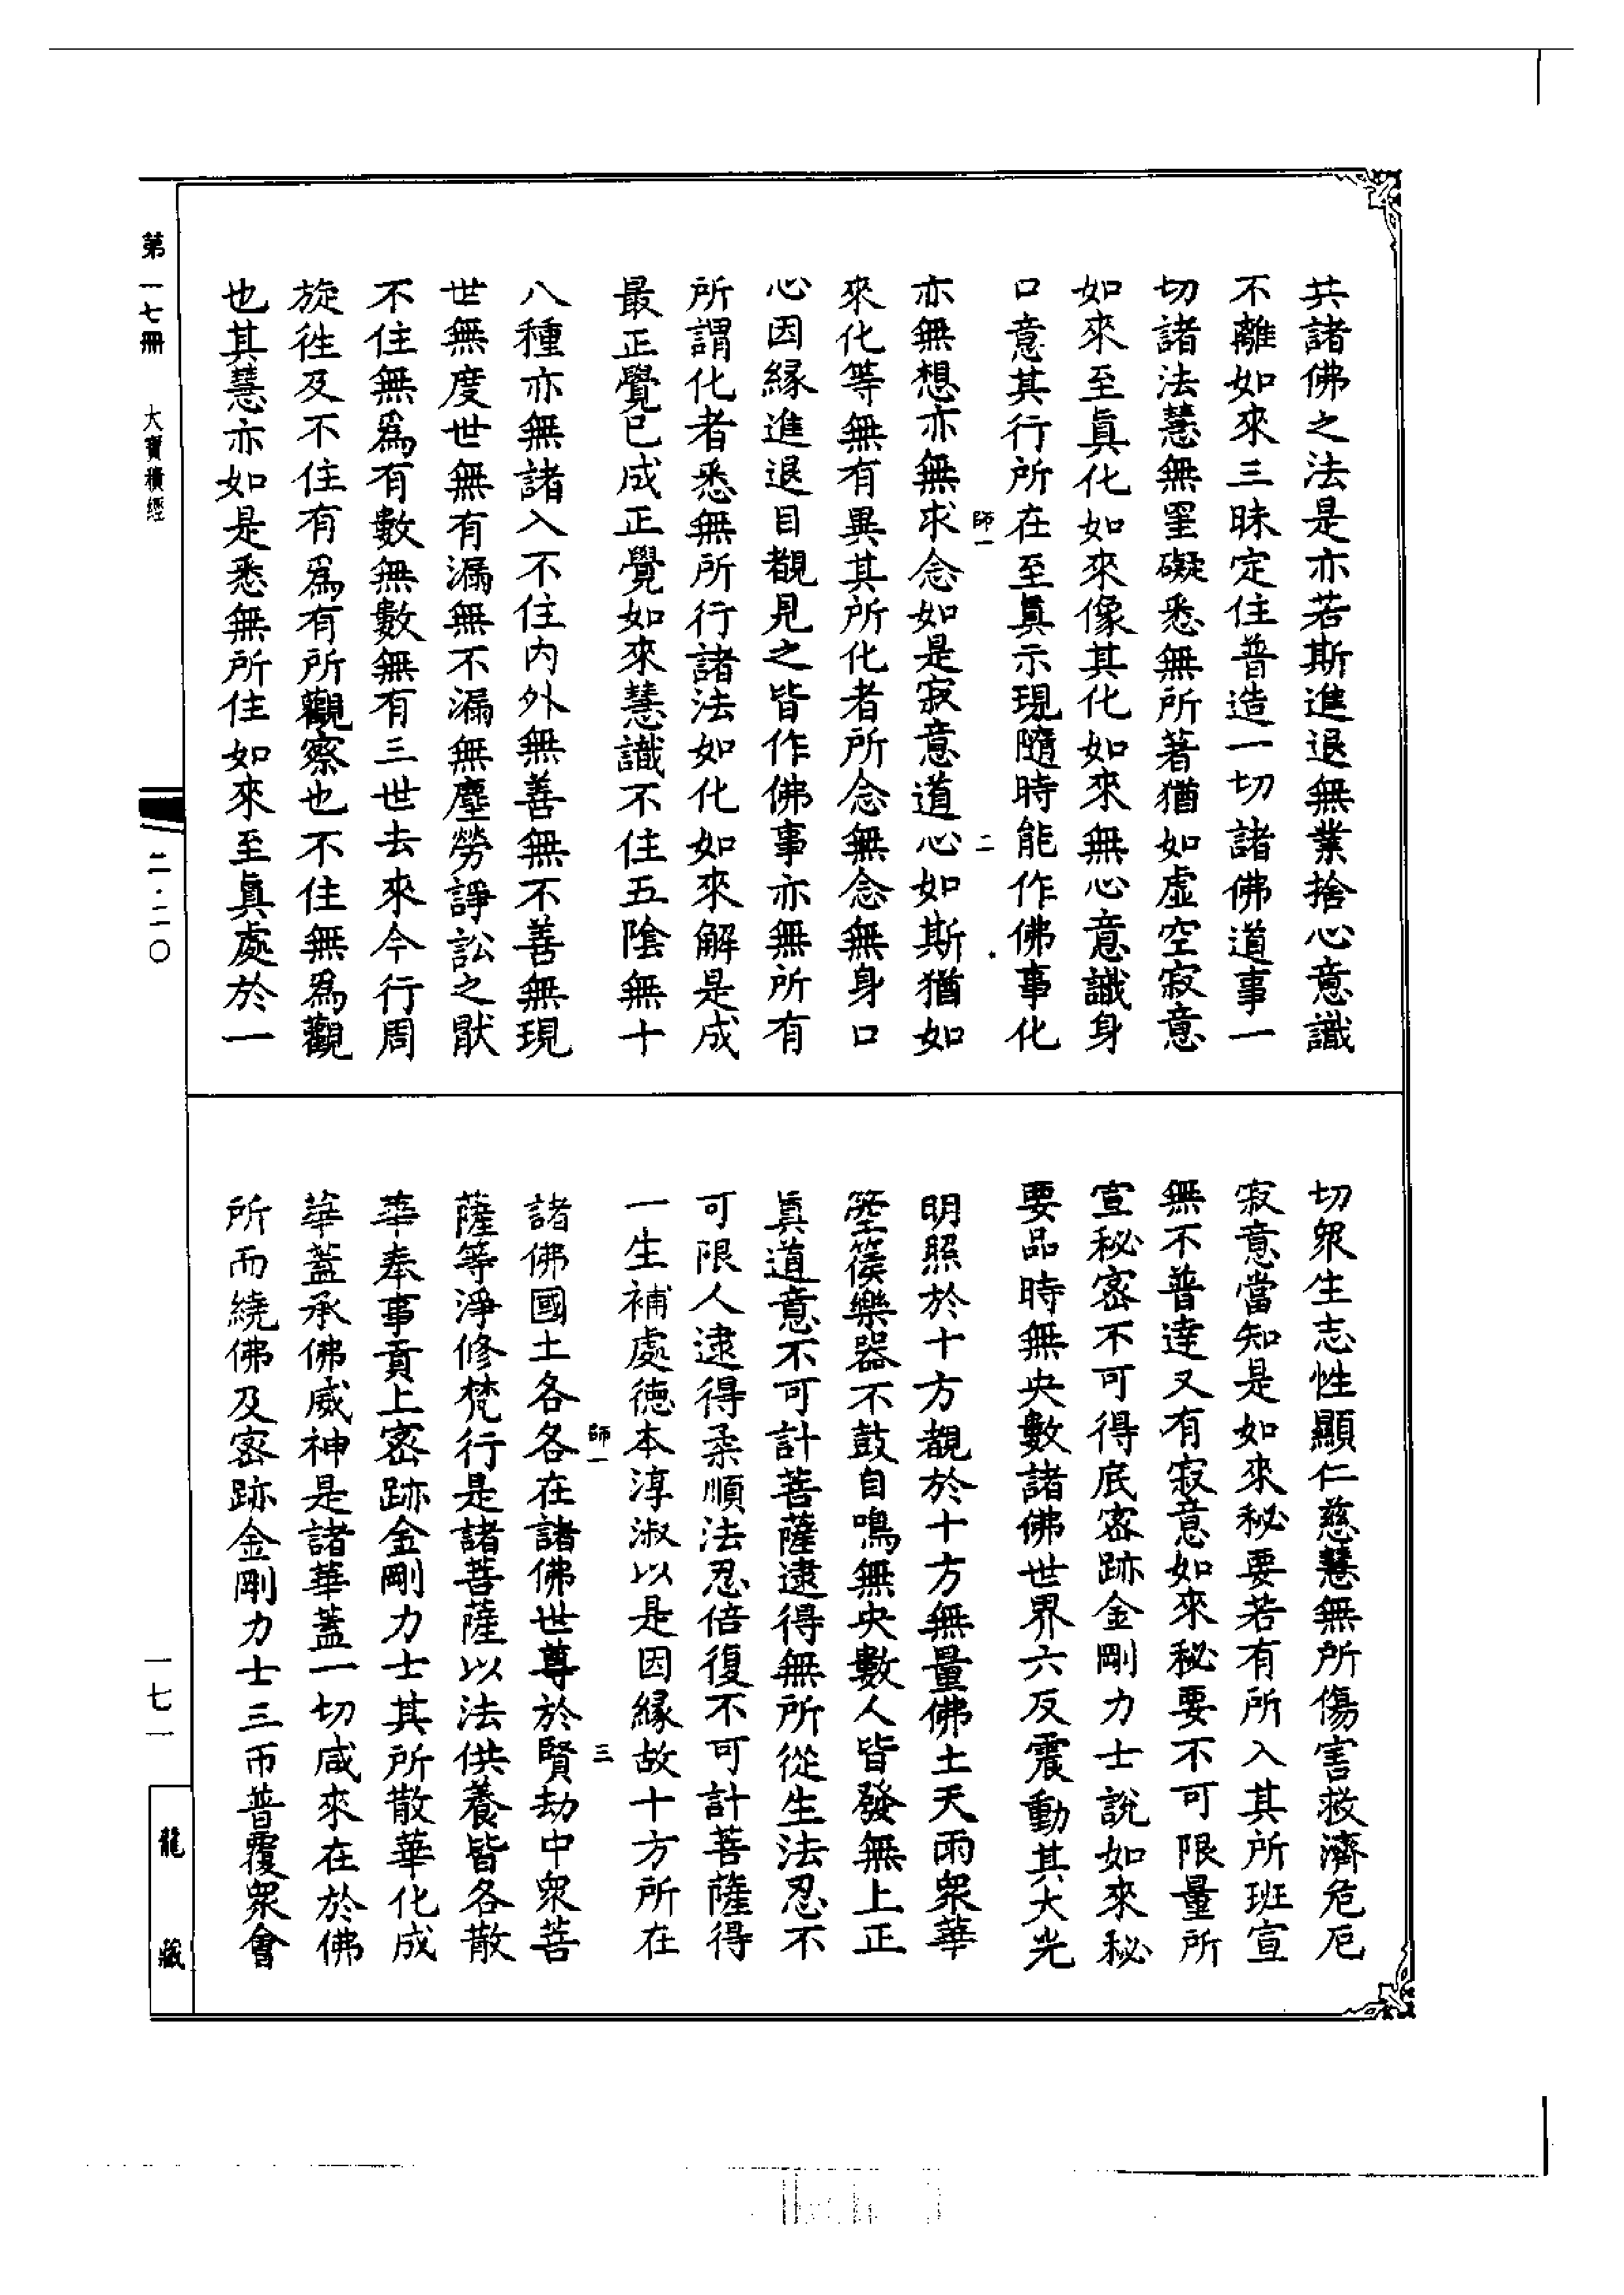 共諸佛之法是亦若斯進退無業捨心意識
不離如來三昧定住普造一切諸佛道事一
切諸法慧無罣礙悉無所著猶如虛空寂意
如來至眞化如來像其化如來無心意識身
口意其行所在至眞示現隨時能作佛事化
師一
二
亦無想亦無求念如是寂意道心如斯猶如
來化等無有異其所化者所念無念無身口
心因緣進退目覩見之皆作佛事亦無所有
所謂化者悉無所行諸法如化如來解是成
最正覺已成正覺如來慧識不住五陰無十
八種亦無諸入不住內外無善無不善無現
世無度世無有漏無不漏無塵勞諍訟之猒
不住無爲有數無數無有三世去來今行周
旋徃及不住有爲有所觀察也不住無爲觀
也其慧亦如是悉無所住如來至眞處於一
切衆生志性顯仁慈慧無所傷害救濟危厄
寂意當知是如來秘要若有所入其所班宣
無不普達又有寂意如來秘要不可限量所
宣秘密不可得底密跡金剛力士說如來秘
要品時無央數諸佛世界六反震動其大光
明照於十方覩於十方無量佛土天雨衆華
箜篌樂器不鼓自鳴無央數人皆發無上正
眞道意不可計菩薩逮得無所從生法忍不
可限人逮得柔順法忍倍復不可計菩薩得
一生補處德本淳淑以是因緣故十方所在
師一
三
諸佛國土各各在諸佛世尊於賢劫中衆菩
薩等淨修梵行是諸菩薩以法供養皆各散
華奉事貢上密跡金剛力士其所散華化成
華蓋承佛威神是諸華蓋一切咸來在於佛
所而繞佛及密跡金剛力士三帀普覆衆會
第一七冊
大寶積經
二·二〇
一七一
龍藏